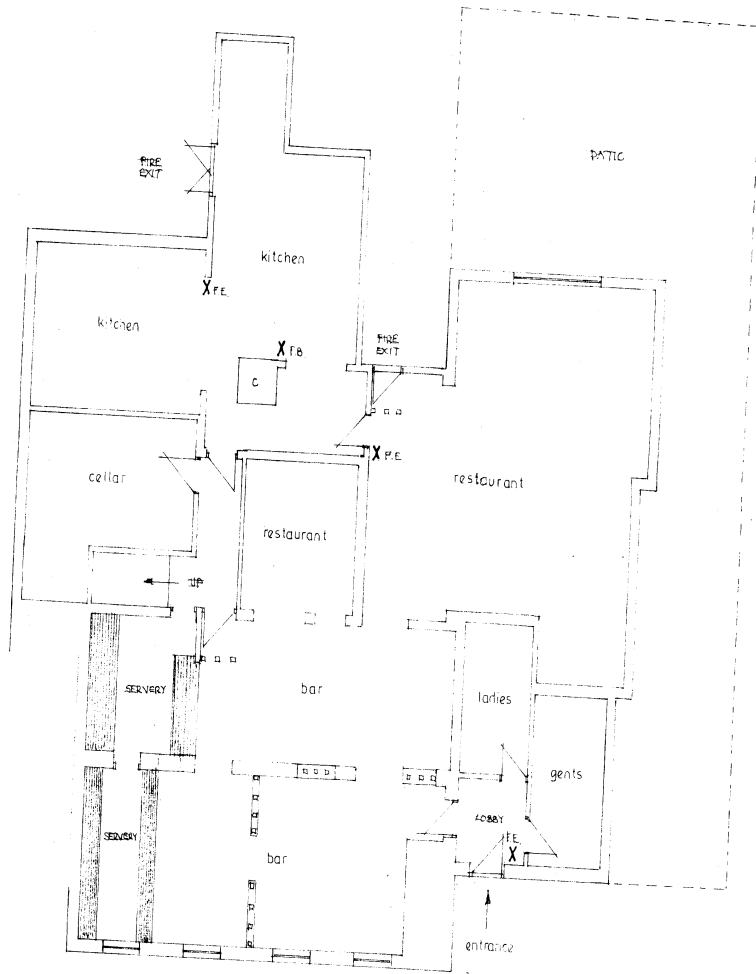 PATIO
FIRE
EXIT
kitchen
X F.E.
kitchen
X F.B
FIRE
EXIT
C
X F.E.
cellar
restaurant
restaurant
UP
SERVERY
bar
ladies
gents
LOBBY
SERVERY
F.E.
X
bar
entrance